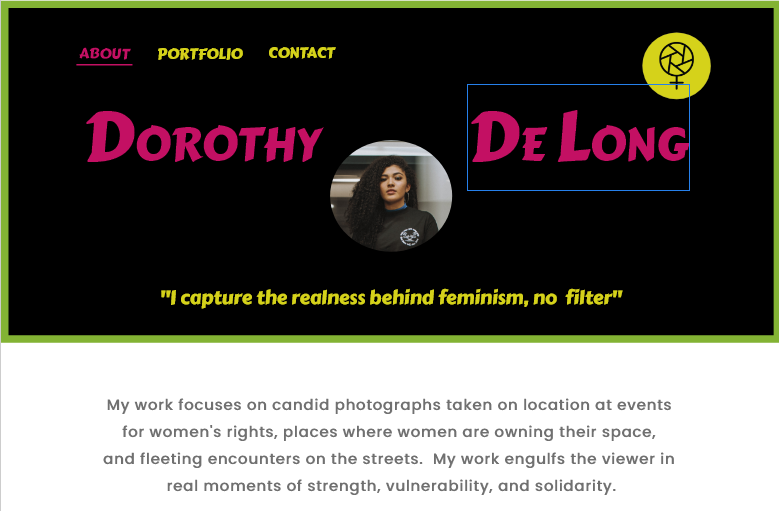 ABOUT PORTFOLIO CONTACT
DOROTHY DE LONG
"I capture the realness behind feminism, no  filter"
My work focuses on candid photographs taken on location at events
for women's rights, places where women are owning their space,
and fleeting encounters on the streets.  My work engulfs the viewer in
real moments of strength, vulnerability, and solidarity.